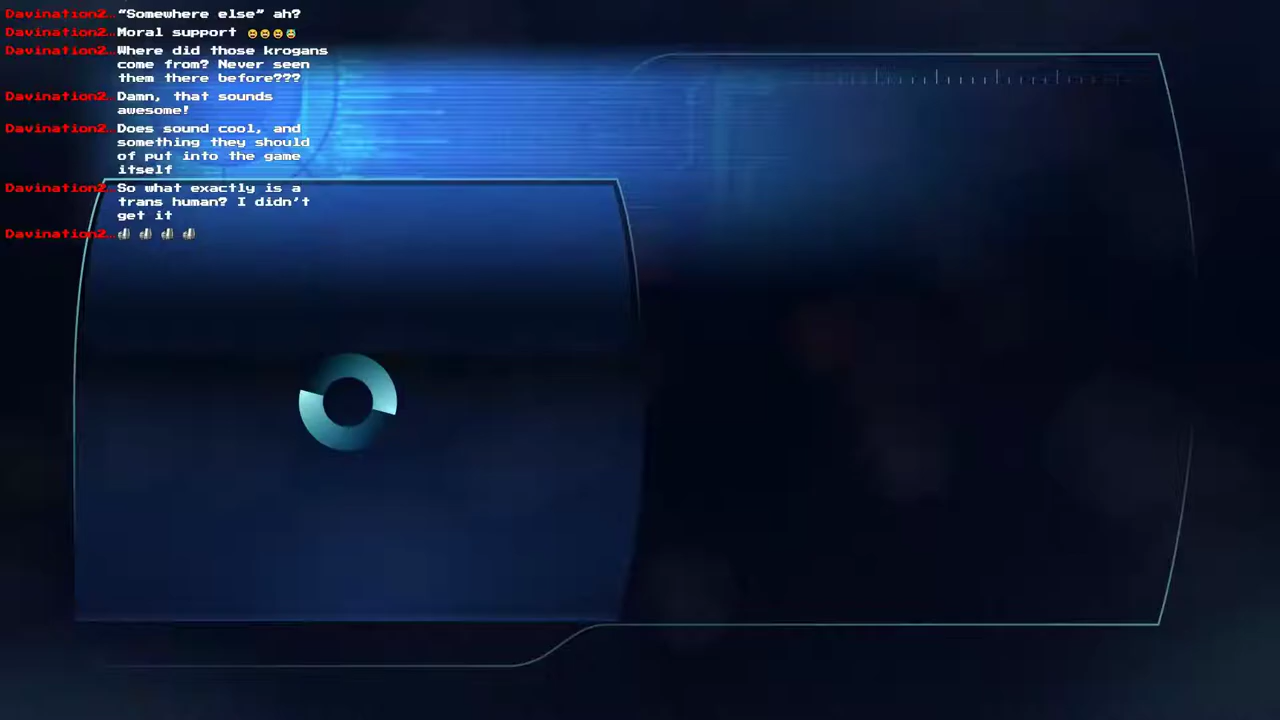 Davination2… “Somewhere else” ah?
Davination2… Moral support 😄😄😄😅
Davination2… Where did those krogans
come from? Never seen
them there before???
Davination2… Damn, that sounds
awesome!
Davination2… Does sound cool, and
something they should
of put into the game
itself
Davination2… So what exactly is a
trans human? I didn’t
get it
Davination2… 👍 👍 👍 👍